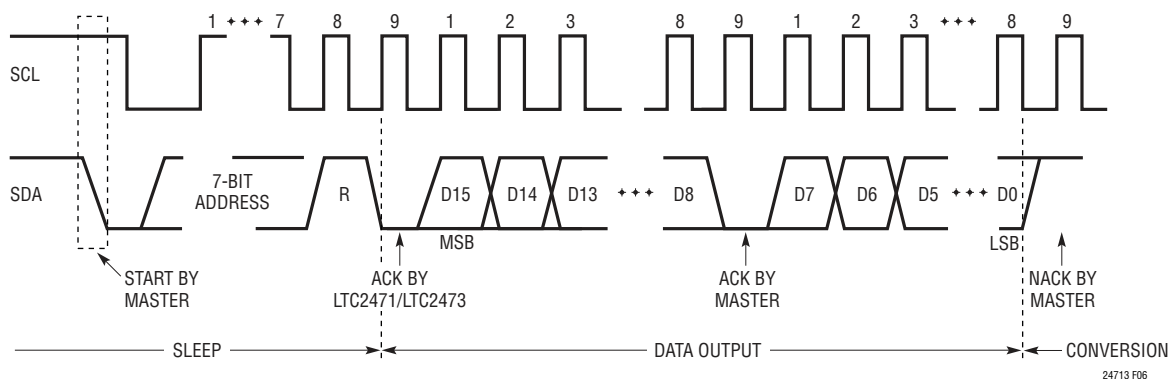 1 ✦✦✦ 7 8 9 1 2 3 8 9 1 2 3 ✦✦✦ 8 9
SCL
SDA
7-BIT
ADDRESS
R D15 D14 D13 ✦✦✦ D8 D7 D6 D5 ✦✦✦ D0
MSB
LSB
START BY
MASTER
ACK BY
LTC2471/LTC2473
ACK BY
MASTER
NACK BY
MASTER
SLEEP DATA OUTPUT CONVERSION
24713 F06